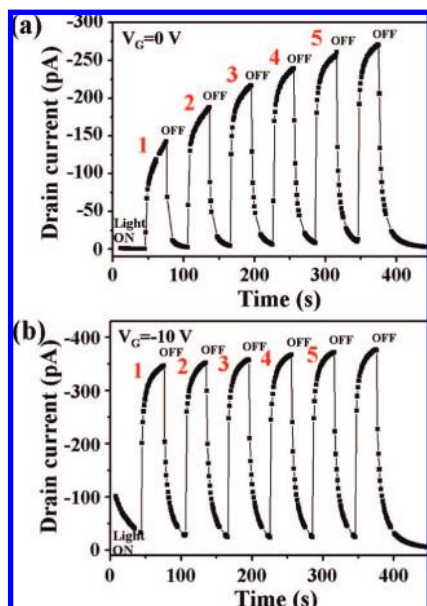 (a)
V_G=0 V
-300
-250
-200
-150
-100
-50
0
Drain current (pA)
1 2 3 4 5
OFF OFF OFF OFF OFF OFF
Light
ON
0 100 200 300 400
Time (s)
(b)
V_G=-10 V
-400
-300
-200
-100
0
Drain current (pA)
1 2 3 4 5
OFF OFF OFF OFF OFF OFF
Light
ON
0 100 200 300 400
Time (s)